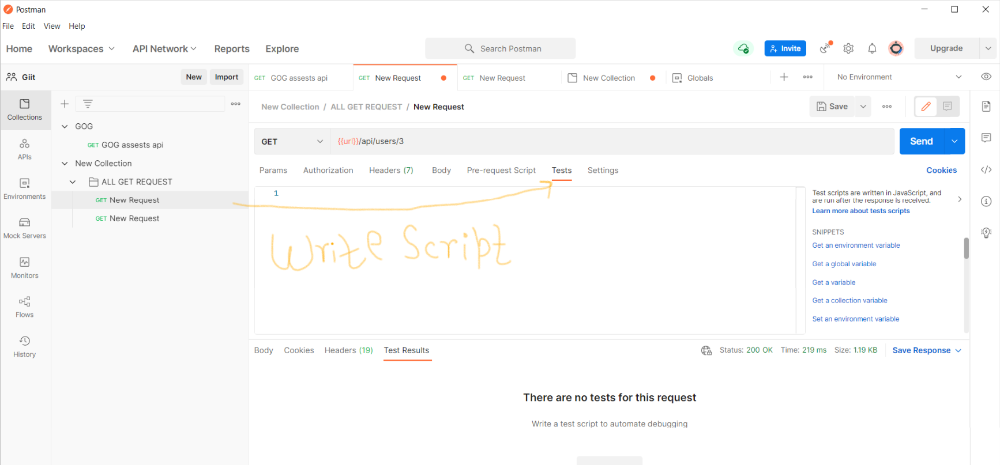 Postman
File Edit View Help
Home Workspaces API Network Reports Explore Search Postman Invite Upgrade
Giit New Import GET GOG assests api GET New Request GET New Request New Collection Globals No Environment
Collections
New Collection / ALL GET REQUEST / New Request Save
GOG
GET GOG assests api
GET {{url}}/api/users/3 Send
APIs
New Collection
Params Authorization Headers (7) Body Pre-request Script Tests Settings Cookies
ALL GET REQUEST
Environments
GET New Request
1
Test scripts are written in JavaScript, and
are run after the response is received.
Learn more about tests scripts
GET New Request
Mock Servers
Write Script
SNIPPETS
Get an environment variable
Get a global variable
Monitors
Get a variable
Get a collection variable
Flows
Set an environment variable
History
Body Cookies Headers (19) Test Results Status: 200 OK Time: 219 ms Size: 1.19 KB Save Response
There are no tests for this request
Write a test script to automate debugging